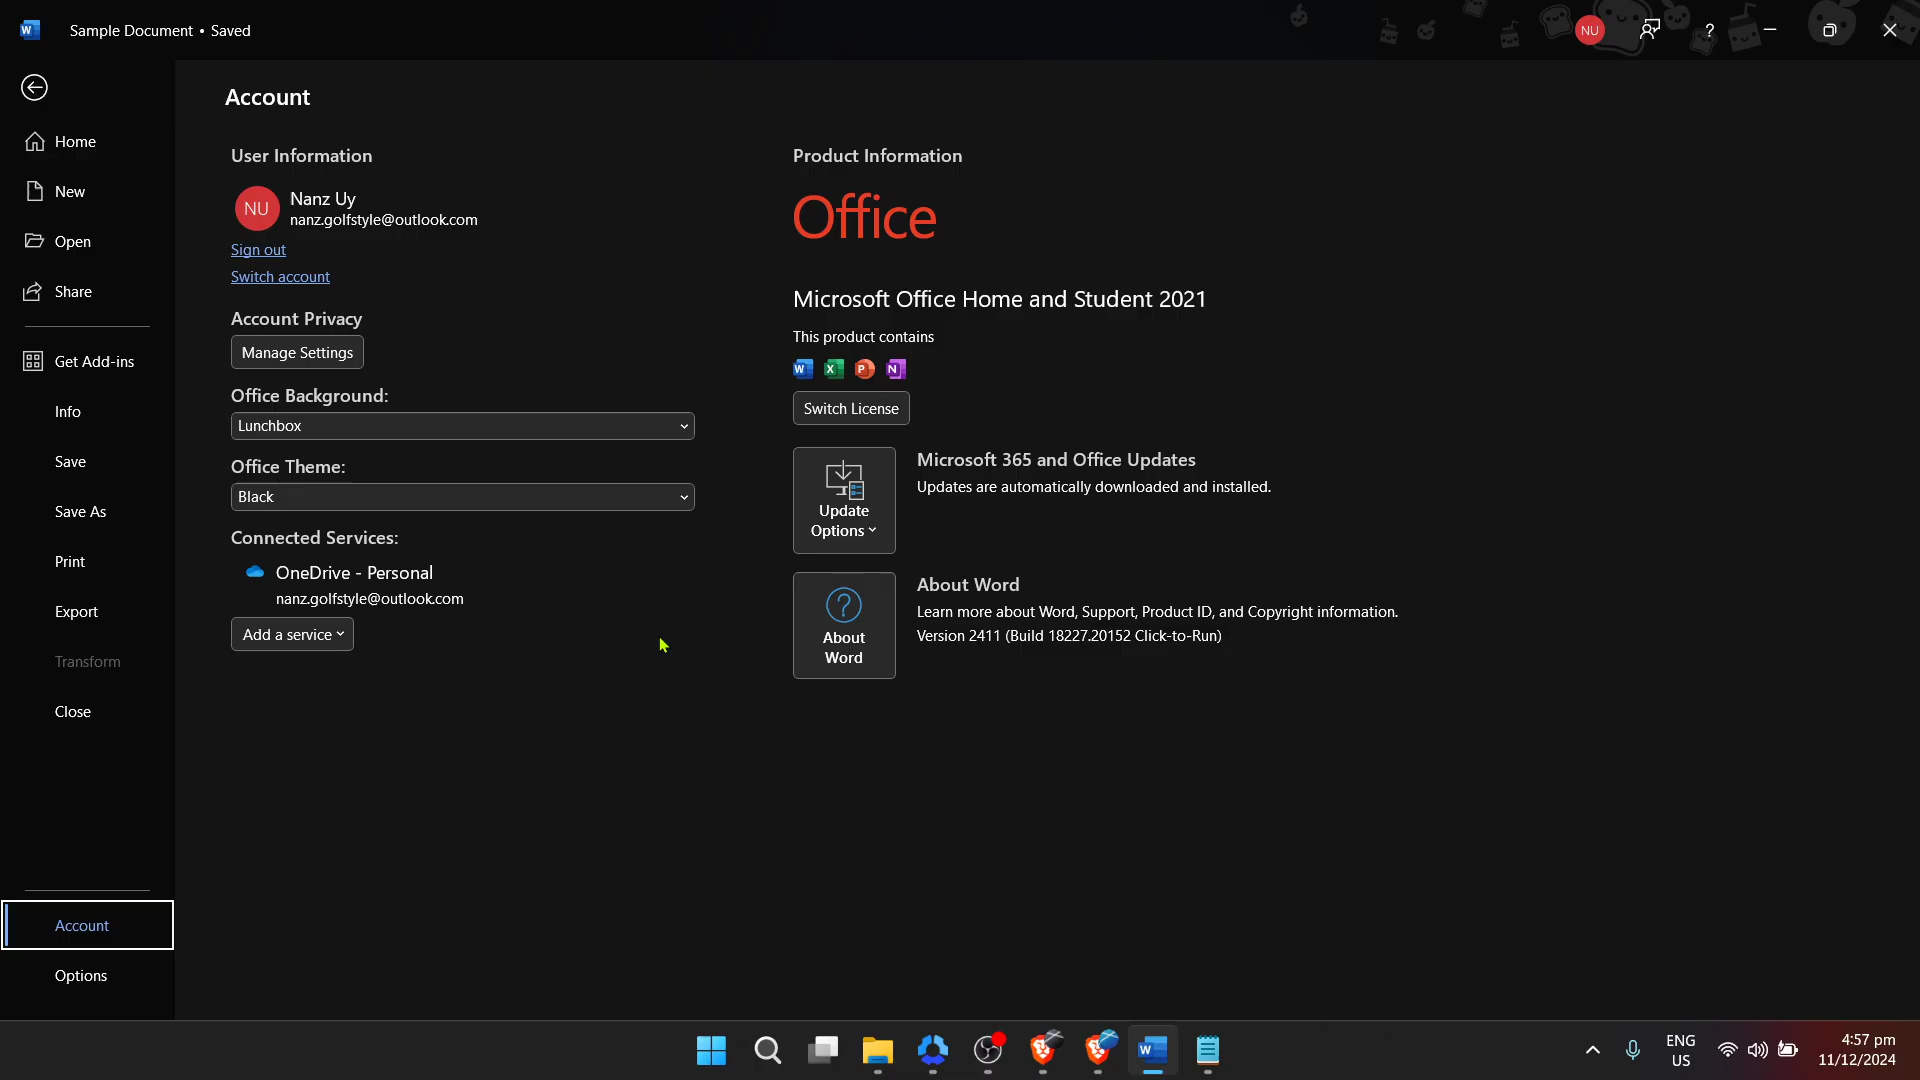 Sample Document • Saved
NU
?
Home
New
Open
Share
Get Add-ins
Info
Save
Save As
Print
Export
Transform
Close
Account
Options
Account
User Information
NU
Nanz Uy
nanz.golfstyle@outlook.com
Sign out
Switch account
Account Privacy
Manage Settings
Office Background:
Lunchbox
Office Theme:
Black
Connected Services:
OneDrive - Personal
nanz.golfstyle@outlook.com
Add a service
Product Information
Office
Microsoft Office Home and Student 2021
This product contains
W X P N
Switch License
Update
Options
Microsoft 365 and Office Updates
Updates are automatically downloaded and installed.
?
About
Word
About Word
Learn more about Word, Support, Product ID, and Copyright information.
Version 2411 (Build 18227.20152 Click-to-Run)
W
ENG
US
4:57 pm
11/12/2024